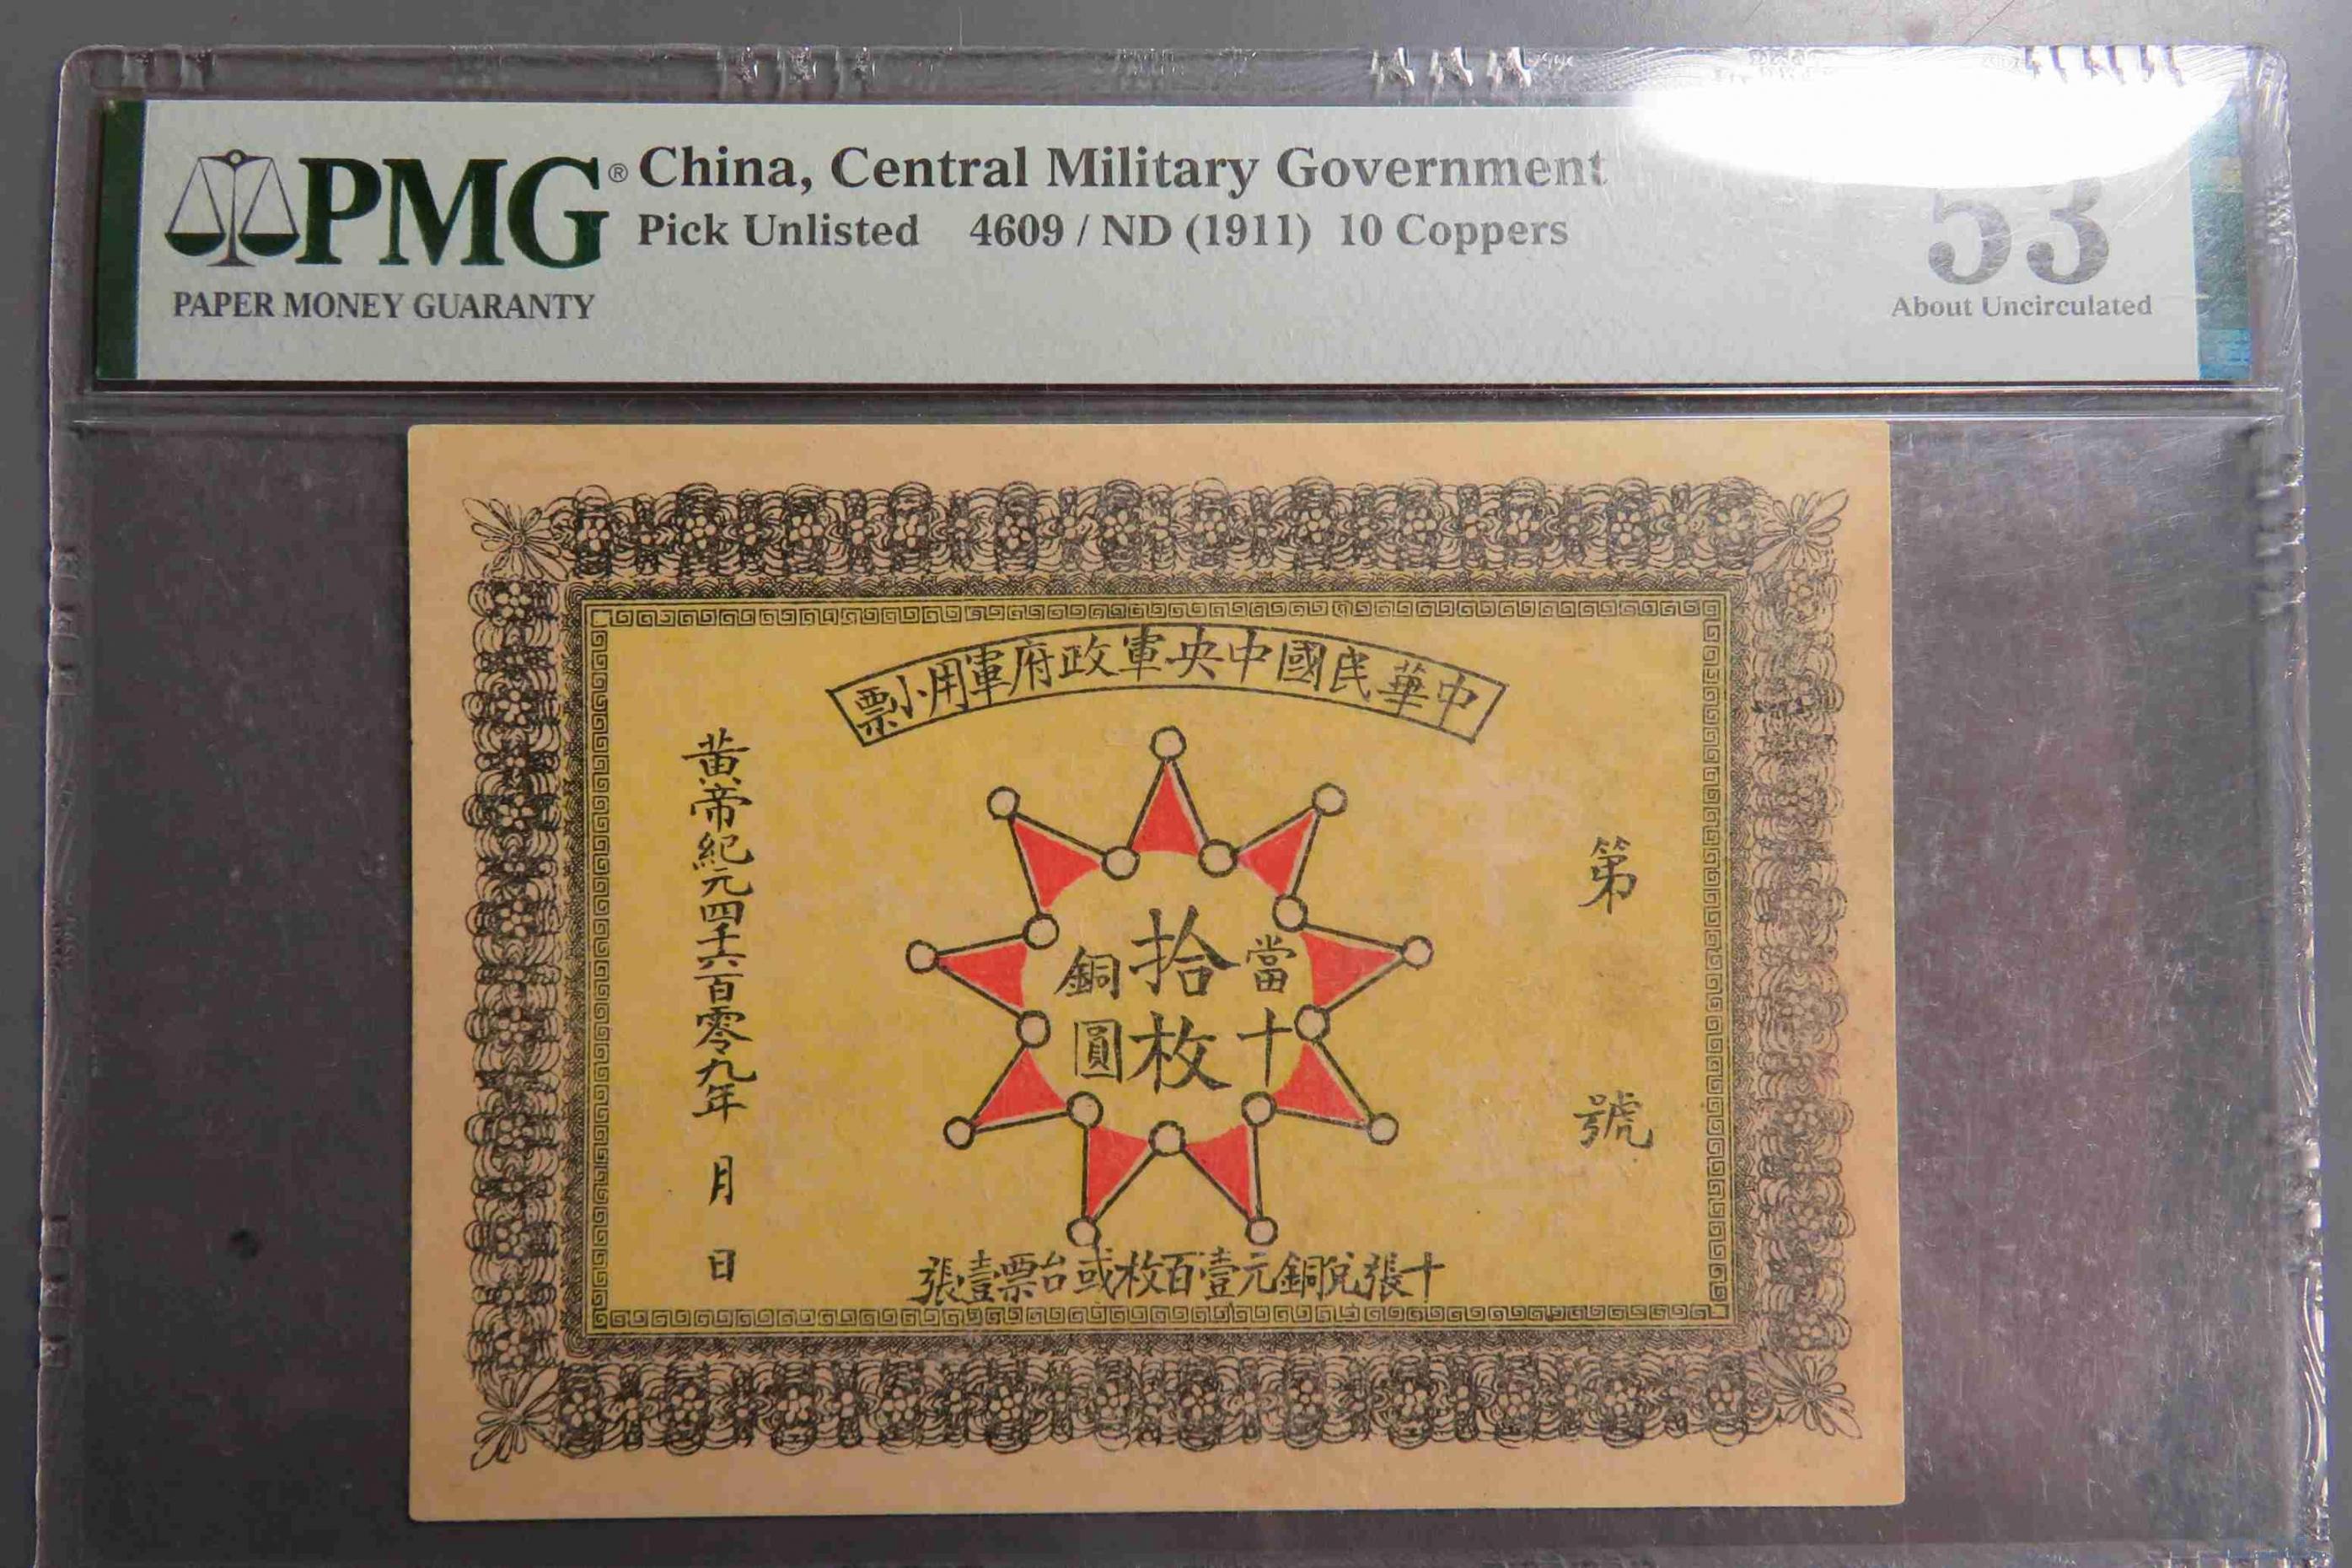 PMG® China, Central Military Government
Pick Unlisted 4609 / ND (1911) 10 Coppers
PAPER MONEY GUARANTY
53
About Uncirculated
中華民國中央軍政府軍用小票
第 號
當十
拾枚
銅圓
黃帝紀元四千六百零九年 月 日
十張兌銅元壹百枚或台票壹張